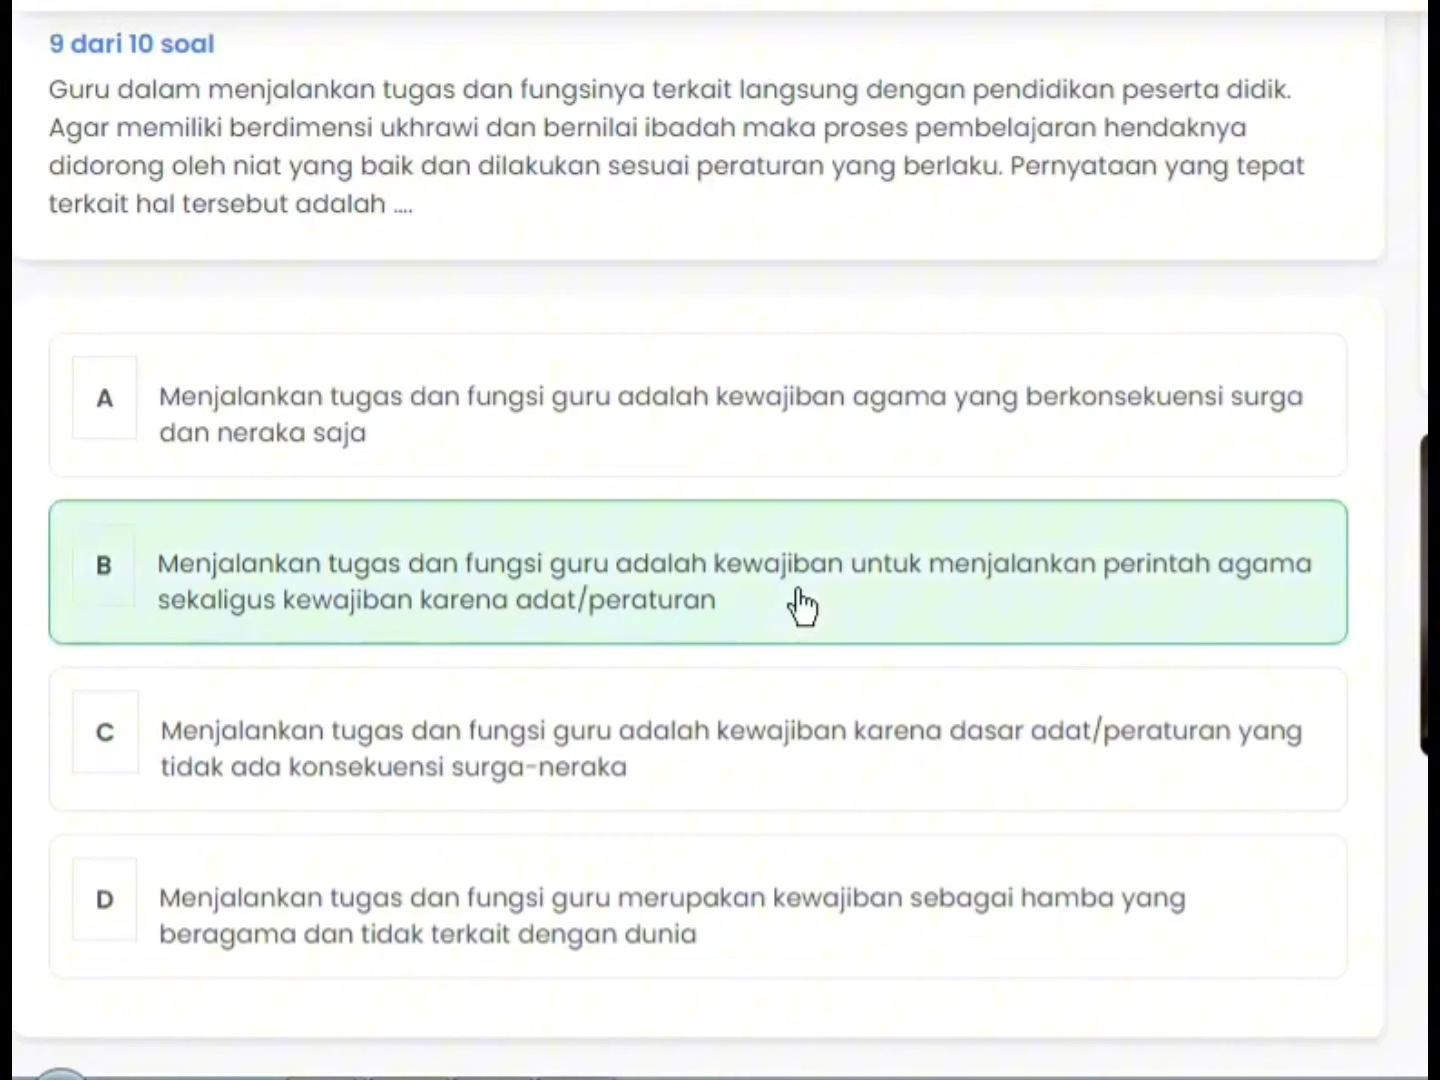 9 dari 10 soal
Guru dalam menjalankan tugas dan fungsinya terkait langsung dengan pendidikan peserta didik.
Agar memiliki berdimensi ukhrawi dan bernilai ibadah maka proses pembelajaran hendaknya
didorong oleh niat yang baik dan dilakukan sesuai peraturan yang berlaku. Pernyataan yang tepat
terkait hal tersebut adalah ....
A
Menjalankan tugas dan fungsi guru adalah kewajiban agama yang berkonsekuensi surga
dan neraka saja
B
Menjalankan tugas dan fungsi guru adalah kewajiban untuk menjalankan perintah agama
sekaligus kewajiban karena adat/peraturan
C
Menjalankan tugas dan fungsi guru adalah kewajiban karena dasar adat/peraturan yang
tidak ada konsekuensi surga-neraka
D
Menjalankan tugas dan fungsi guru merupakan kewajiban sebagai hamba yang
beragama dan tidak terkait dengan dunia